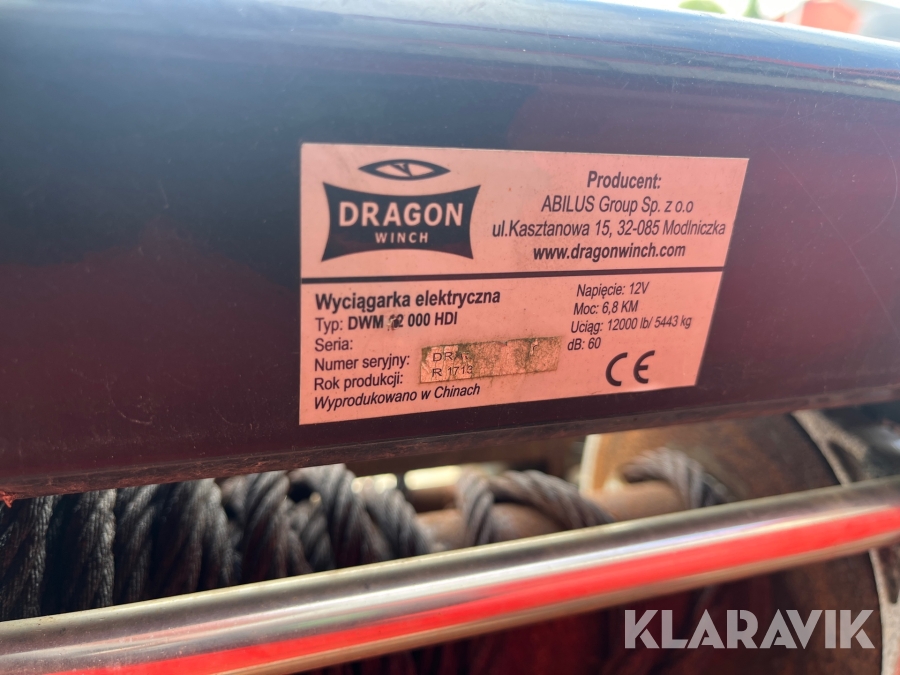 DRAGON
WINCH
Producent:
ABILUS Group Sp. z o.o
ul.Kasztanowa 15, 32-085 Modlniczka
www.dragonwinch.com
Wyciągarka elektryczna
Typ: DWM 12 000 HDI
Seria:
Numer seryjny:
Rok produkcji:
Wyprodukowano w Chinach
R 1713
Napięcie: 12V
Moc: 6,8 KM
Uciąg: 12000 lb/ 5443 kg
dB: 60
CE
KLARAVIK